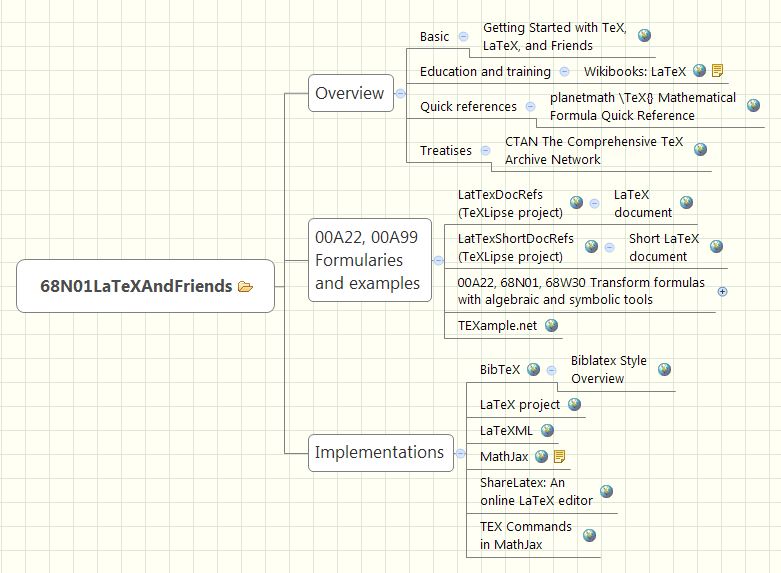 68N01LaTeXAndFriends
Overview
Basic
Getting Started with TeX,
LaTeX, and Friends
Education and training
Wikibooks: LaTeX
Quick references
planetmath \TeX{} Mathematical
Formula Quick Reference
Treatises
CTAN The Comprehensive TeX
Archive Network
00A22, 00A99
Formularies
and examples
LatTexDocRefs
(TeXLipse project)
LaTeX
document
LatTexShortDocRefs
(TeXLipse project)
Short LaTeX
document
00A22, 68N01, 68W30 Transform formulas
with algebraic and symbolic tools
TEXample.net
Implementations
BibTeX
Biblatex Style
Overview
LaTeX project
LaTeXML
MathJax
ShareLatex: An
online LaTeX editor
TEX Commands
in MathJax